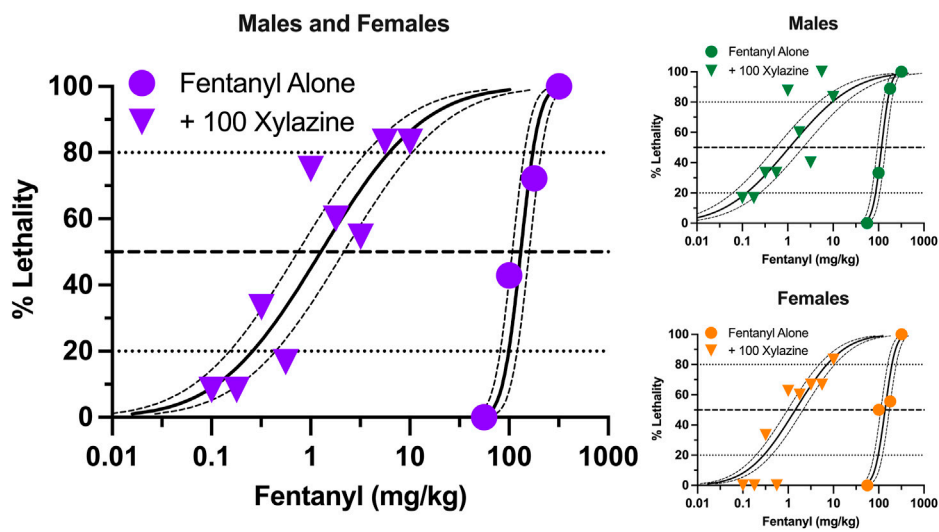 Males and Females
Fentanyl Alone
+ 100 Xylazine
100
80
60
40
20
0
% Lethality
0.01 0.1 1 10 100 1000
Fentanyl (mg/kg)
Males
Fentanyl Alone
+ 100 Xylazine
100
80
60
40
20
0
% Lethality
0.01 0.1 1 10 100 1000
Fentanyl (mg/kg)
Females
Fentanyl Alone
+ 100 Xylazine
100
80
60
40
20
0
% Lethality
0.01 0.1 1 10 100 1000
Fentanyl (mg/kg)